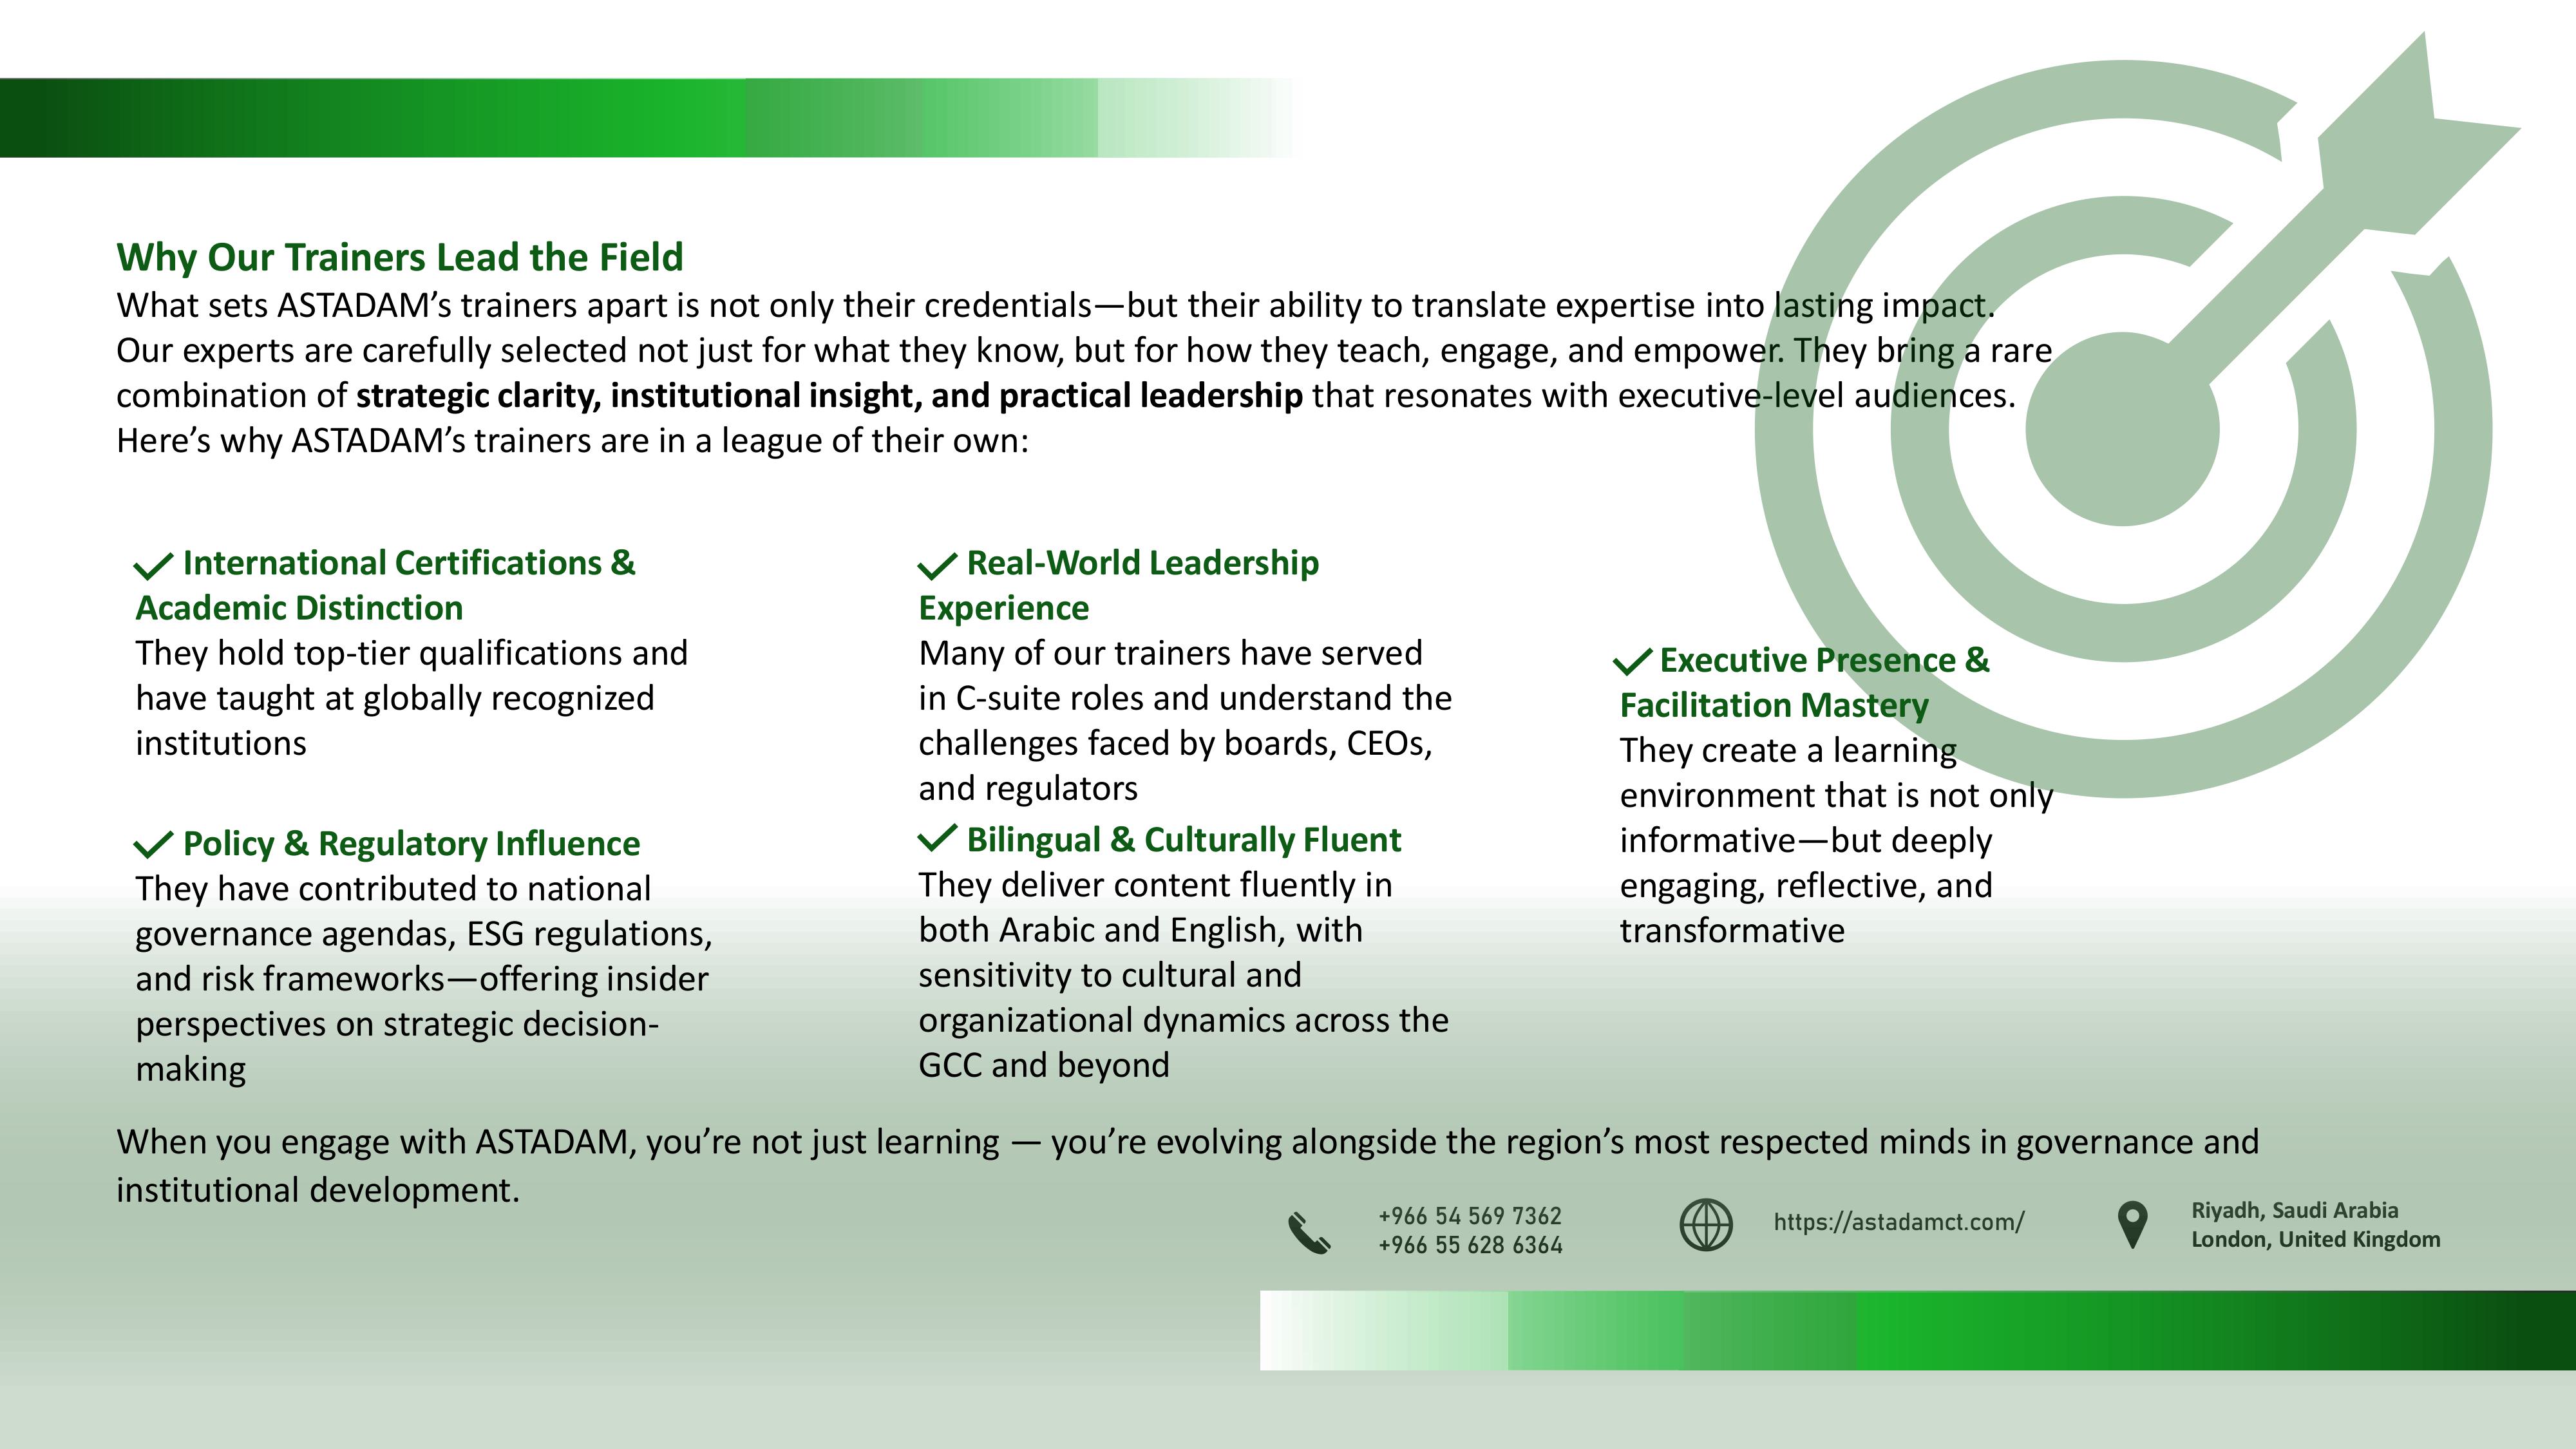 Why Our Trainers Lead the Field
What sets ASTADAM’s trainers apart is not only their credentials—but their ability to translate expertise into lasting impact.
Our experts are carefully selected not just for what they know, but for how they teach, engage, and empower. They bring a rare
combination of strategic clarity, institutional insight, and practical leadership that resonates with executive-level audiences.
Here’s why ASTADAM’s trainers are in a league of their own:
International Certifications &
Academic Distinction
They hold top-tier qualifications and
have taught at globally recognized
institutions
Policy & Regulatory Influence
They have contributed to national
governance agendas, ESG regulations,
and risk frameworks—offering insider
perspectives on strategic decision-
making
Real-World Leadership
Experience
Many of our trainers have served
in C-suite roles and understand the
challenges faced by boards, CEOs,
and regulators
Bilingual & Culturally Fluent
They deliver content fluently in
both Arabic and English, with
sensitivity to cultural and
organizational dynamics across the
GCC and beyond
Executive Presence &
Facilitation Mastery
They create a learning
environment that is not only
informative—but deeply
engaging, reflective, and
transformative
When you engage with ASTADAM, you’re not just learning — you’re evolving alongside the region’s most respected minds in governance and
institutional development.
+966 54 569 7362
+966 55 628 6364
https://astadamct.com/
Riyadh, Saudi Arabia
London, United Kingdom